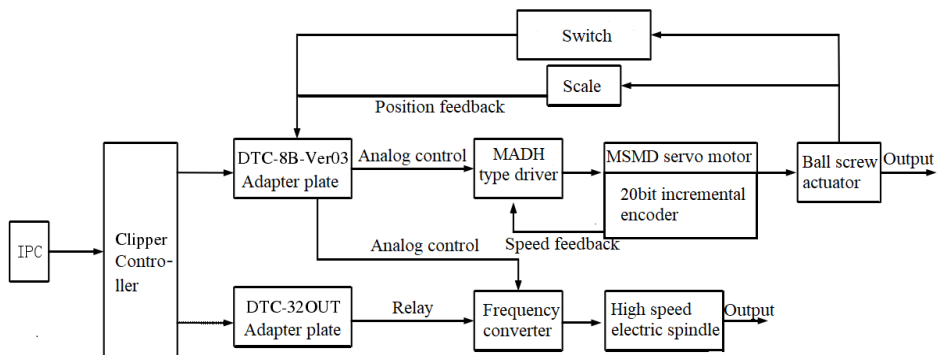 Switch
Scale
Position feedback
DTC-8B-Ver03
Adapter plate
Analog control
MADH
type driver
MSMD servo motor
20bit incremental
encoder
Ball screw
actuator
Output
Speed feedback
Analog control
IPC
Clipper
Contro-
ller
DTC-32OUT
Adapter plate
Relay
Frequency
converter
High speed
electric spindle
Output